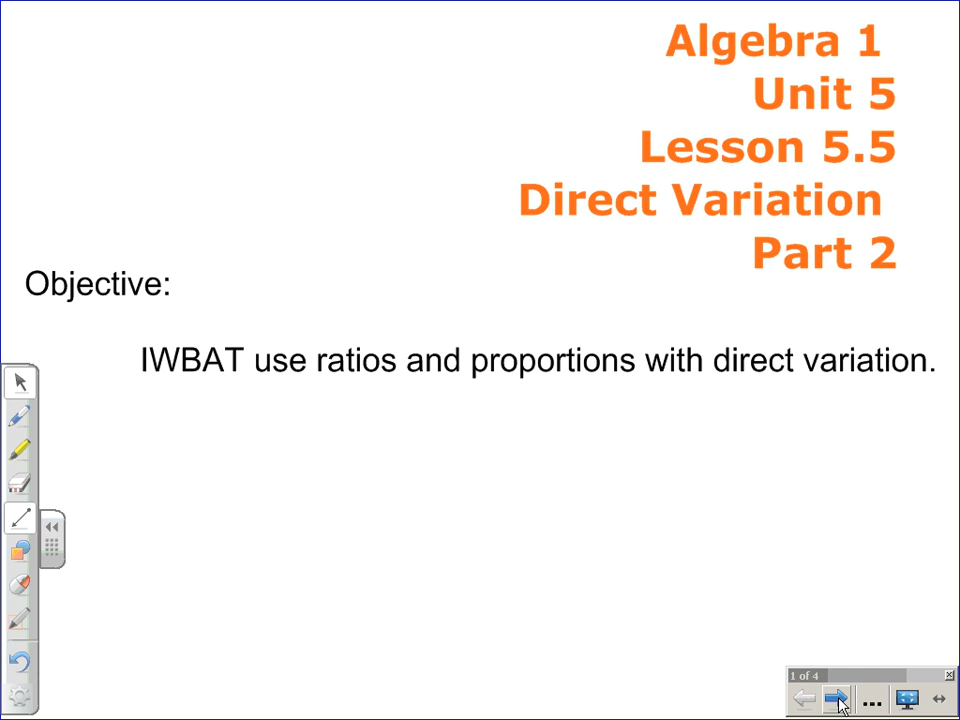 Algebra 1
Unit 5
Lesson 5.5
Direct Variation
Part 2
Objective:
IWBAT use ratios and proportions with direct variation.
1 of 4
...